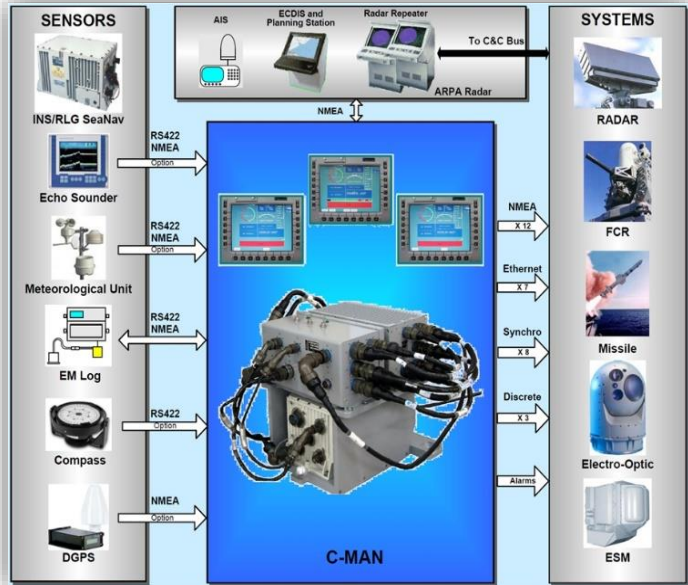 SENSORS
INS/RLG SeaNav
Echo Sounder
Meteorological Unit
EM Log
Compass
DGPS
RS422
NMEA
Option
RS422
NMEA
Option
RS422
NMEA
RS422
Option
NMEA
Option
AIS
ECDIS and
Planning Station
Radar Repeater
ARPA Radar
To C&C Bus
NMEA
C-MAN
NMEA
X 12
Ethernet
X 7
Synchro
X 8
Discrete
X 3
Alarms
SYSTEMS
RADAR
FCR
Missile
Electro-Optic
ESM